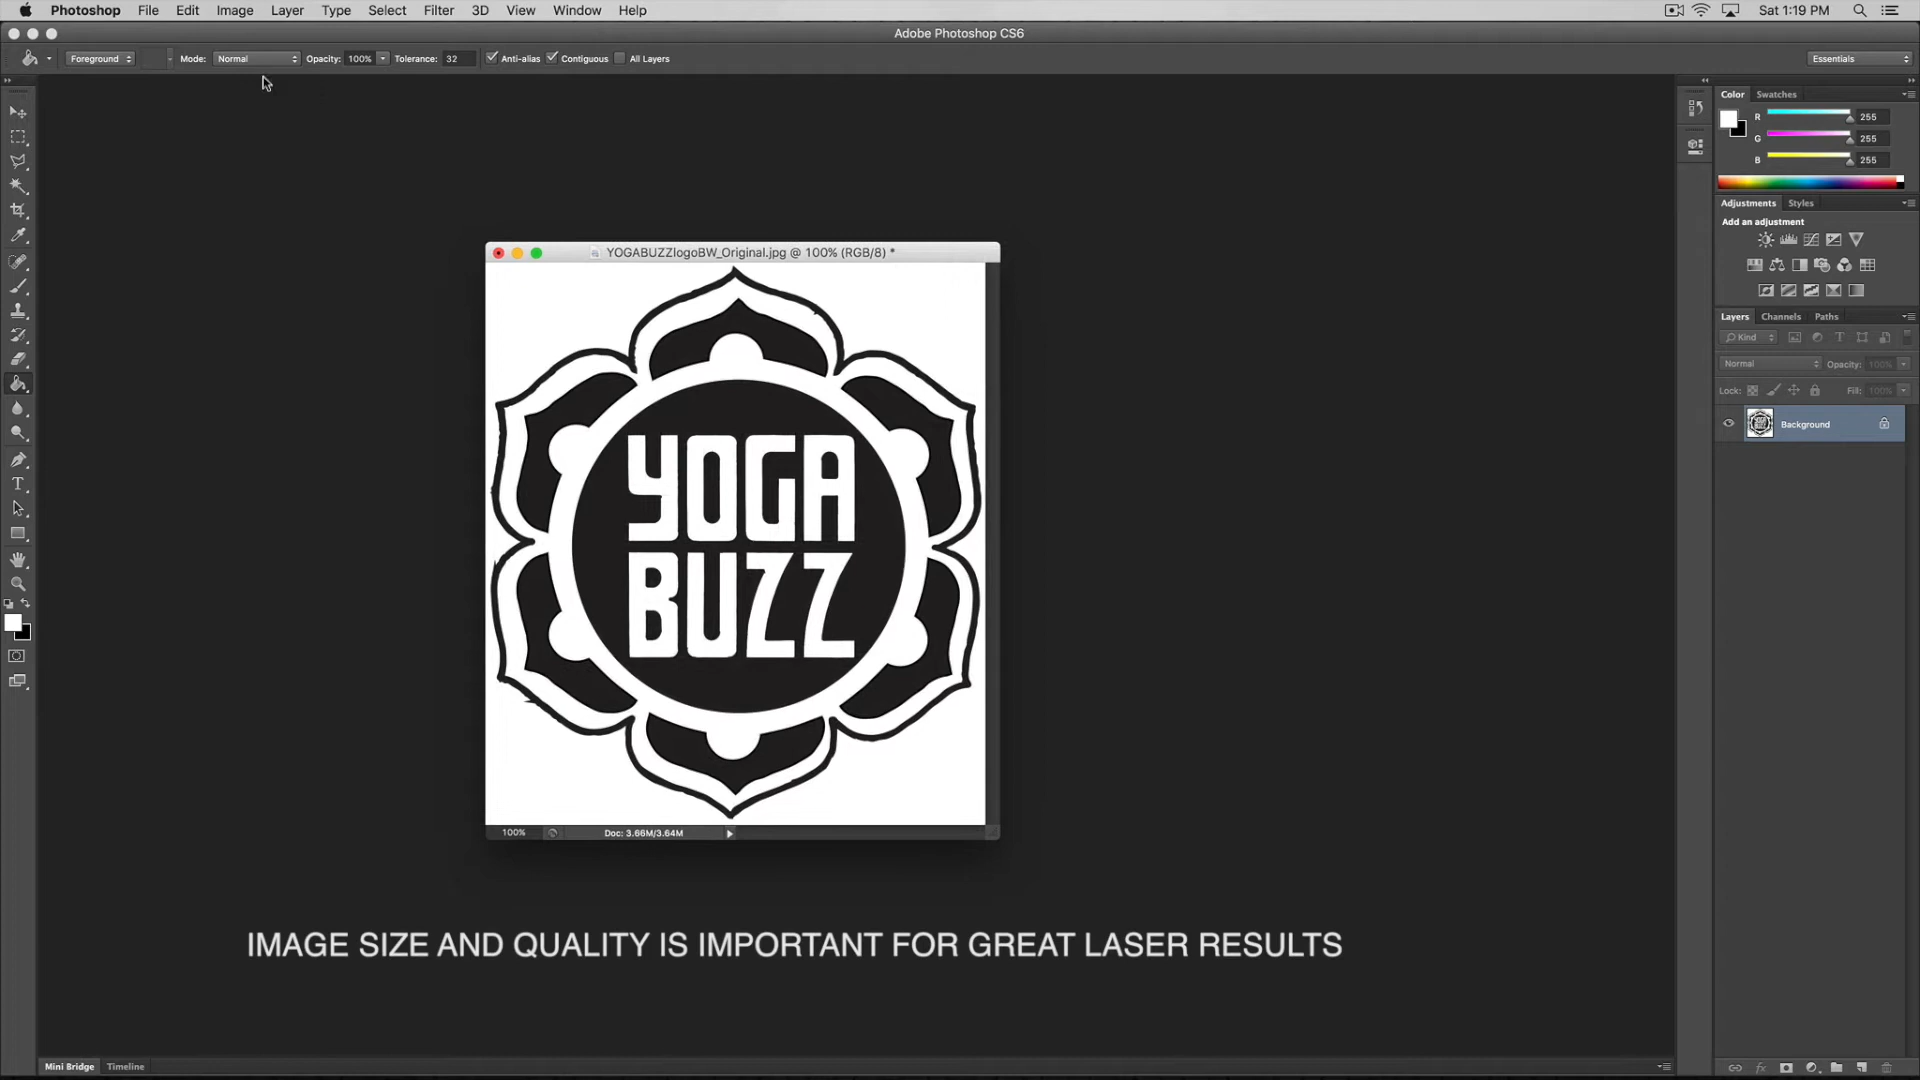 Photoshop File Edit Image Layer Type Select Filter 3D View Window Help Sat 1:19 PM
Adobe Photoshop CS6
Foreground Mode: Normal Opacity: 100% Tolerance: 32 Anti-alias Contiguous All Layers Essentials
Color Swatches
R 255
G 255
B 255
Adjustments Styles
Add an adjustment
YOGABUZZlogoBW_Original.jpg @ 100% (RGB/8) *
Layers Channels Paths
Kind
Normal Opacity: 100%
Lock: Fill: 100%
Background
YOGA
BUZZ
100% Doc: 3.66M/3.64M
IMAGE SIZE AND QUALITY IS IMPORTANT FOR GREAT LASER RESULTS
Mini Bridge Timeline